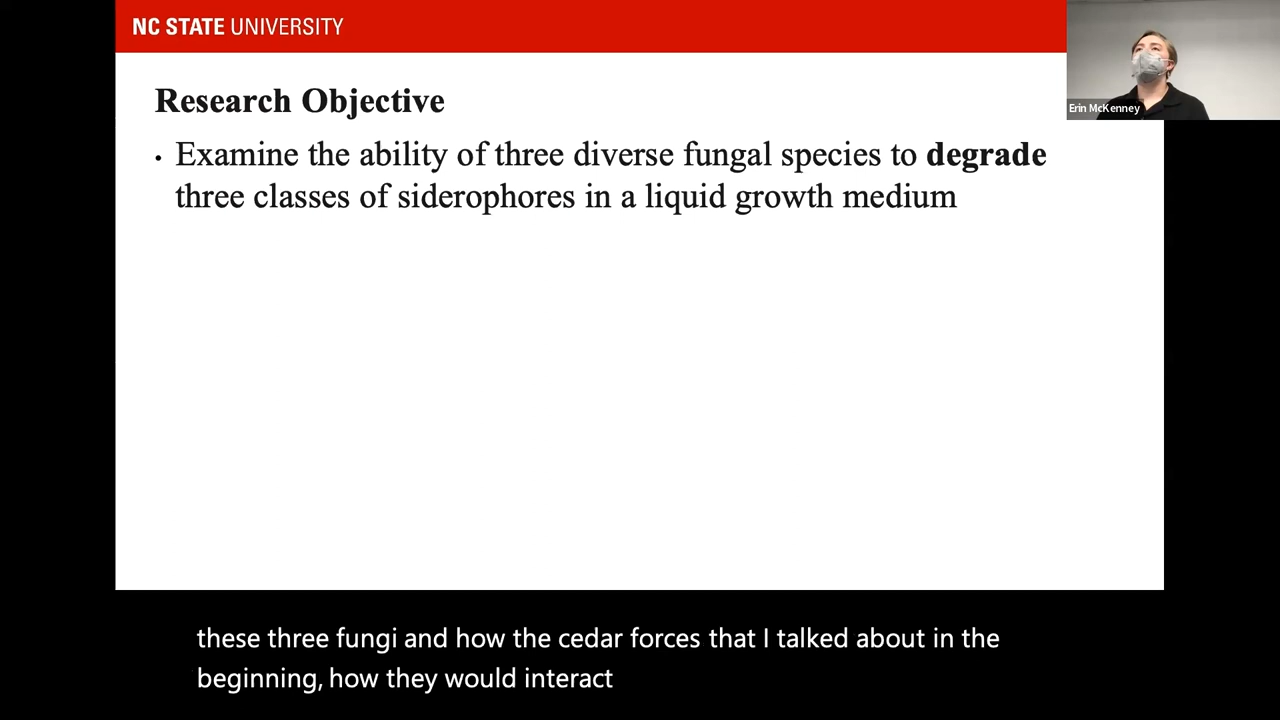 NC STATE UNIVERSITY
Erin McKenney
Research Objective
• Examine the ability of three diverse fungal species to degrade
three classes of siderophores in a liquid growth medium
these three fungi and how the cedar forces that I talked about in the
beginning, how they would interact